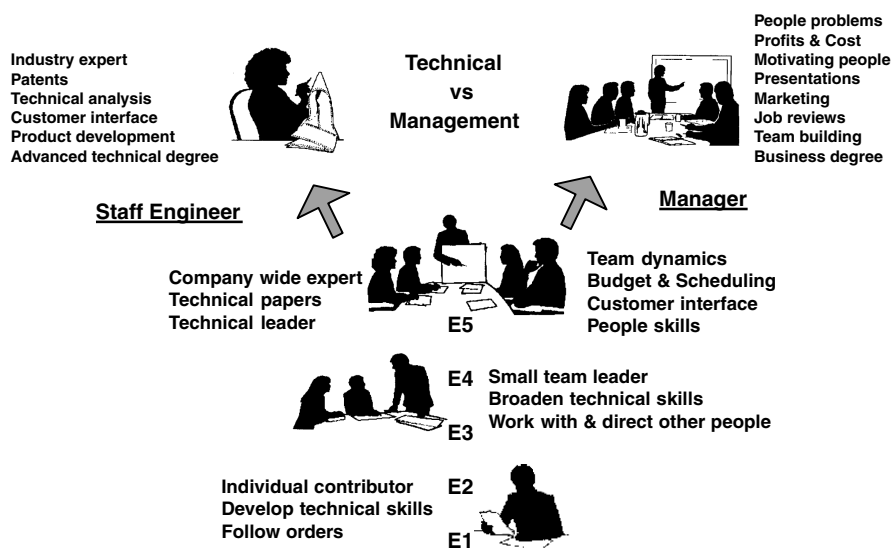 Technical
vs
Management
Industry expert
Patents
Technical analysis
Customer interface
Product development
Advanced technical degree
People problems
Profits & Cost
Motivating people
Presentations
Marketing
Job reviews
Team building
Business degree
Staff Engineer
Manager
Company wide expert
Technical papers
Technical leader
E5
Team dynamics
Budget & Scheduling
Customer interface
People skills
E4
E3
Small team leader
Broaden technical skills
Work with & direct other people
Individual contributor
Develop technical skills
Follow orders
E2
E1